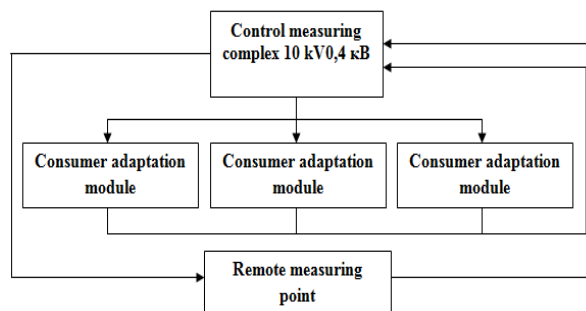 Control measuring
complex 10 kV0,4 кВ
Consumer adaptation
module
Consumer adaptation
module
Consumer adaptation
module
Remote measuring
point